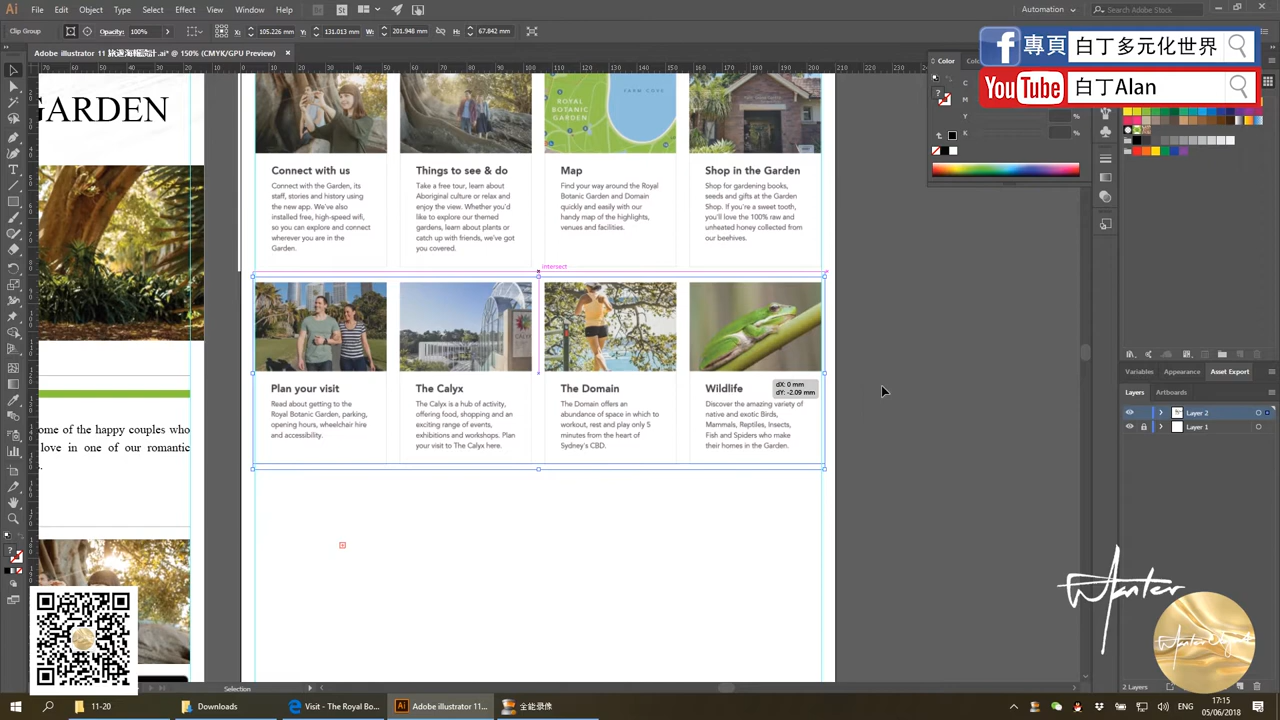 File Edit Object Type Select Effect View Window Help Br St
Automation
Search Adobe Stock
Clip Group Opacity: 100% X: 105.226 mm Y: 131.013 mm W: 201.948 mm H: 67.842 mm
專頁 白丁多元化世界
YouTube 白丁Alan
Adobe illustrator 11 旅遊海報設計.ai* @ 150% (CMYK/GPU Preview)
Color
C
M
Y %
K %
GARDEN
ROYAL
BOTANIC
GARDEN
FARM COVE
Connect with us
Connect with the Garden, its
staff, stories and history using
the new app. We've also
installed free, high-speed wifi,
so you can explore and connect
wherever you are in the
Garden.
Things to see & do
Take a free tour, learn about
Aboriginal culture or relax and
enjoy the view. Whether you'd
like to explore our themed
gardens, learn about plants or
catch up with friends, we've got
you covered.
Map
Find your way around the Royal
Botanic Garden and Domain
quickly and easily with our
handy map of the highlights,
venues and facilities.
Shop in the Garden
Shop for gardening books,
seeds and gifts at the Garden
Shop. If you're a sweet tooth,
you'll love the 100% raw and
unheated honey collected from
our beehives.
intersect
CALYX
Plan your visit
Read about getting to the
Royal Botanic Garden, parking,
opening hours, wheelchair hire
and accessibility.
The Calyx
The Calyx is a hub of activity,
offering food, shopping and an
exciting range of events,
exhibitions and workshops. Plan
your visit to The Calyx here.
The Domain
The Domain offers an
abundance of space in which to
workout, rest and play only 5
minutes from the heart of
Sydney's CBD.
Wildlife
Discover the amazing variety of
native and exotic Birds,
Mammals, Reptiles, Insects,
Fish and Spiders who make
their homes in the Garden.
dX: 0 mm
dY: -2.09 mm
ome of the happy couples who
love in one of our romantic
Variables Appearance Asset Export
Layers Artboards
Layer 2
Layer 1
2 Layers
Selection
11-20
Downloads
Visit - The Royal Bo...
Adobe illustrator 11...
全能录像
17:15
05/06/2018